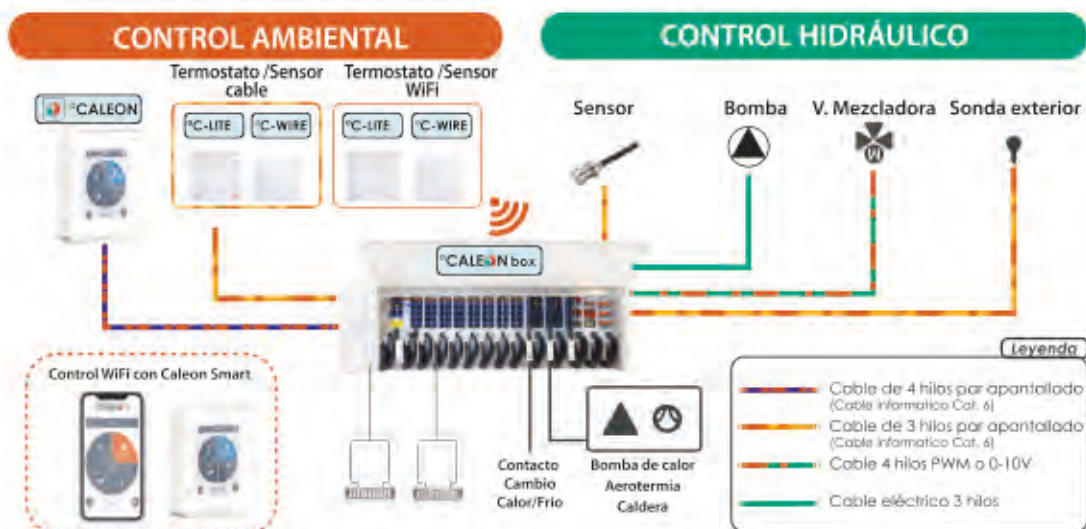 CONTROL AMBIENTAL
CONTROL HIDRÁULICO
Termostato /Sensor
cable
Termostato /Sensor
WiFi
°CALEON
°C-LITE
°C-WIRE
°C-LITE
°C-WIRE
Sensor
Bomba
V. Mezcladora
Sonda exterior
M
°CALEON box
Control WiFi con Caleon Smart
Contacto
Cambio
Calor/Frio
Bomba de calor
Aerotermia
Caldera
Leyenda
Cable de 4 hilos par apantallado
(Cable informatico Cat. 6)
Cable de 3 hilos par apantallado
(Cable informatico Cat. 6)
Cable 4 hilos PWM o 0-10V
Cable eléctrico 3 hilos